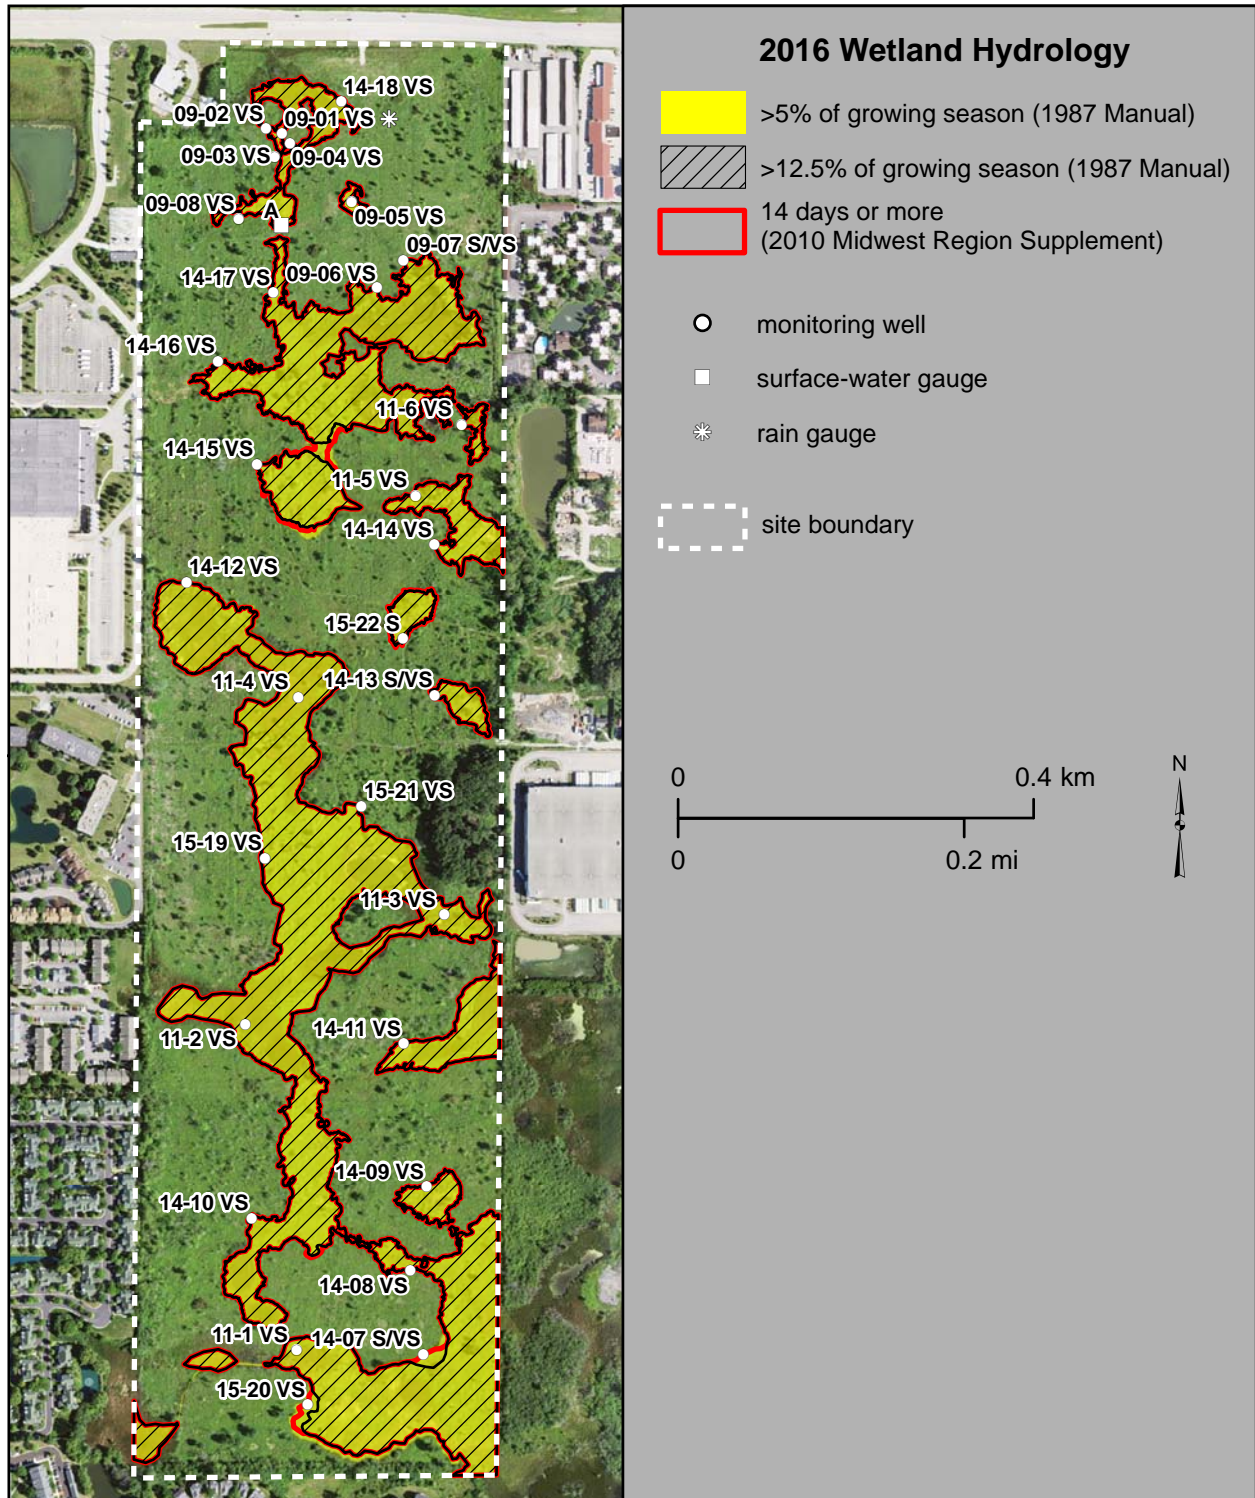 2016 Wetland Hydrology
>5% of growing season (1987 Manual)
>12.5% of growing season (1987 Manual)
14 days or more
(2010 Midwest Region Supplement)
monitoring well
surface-water gauge
rain gauge
site boundary
0 0.4 km
0 0.2 mi
N
14-18 VS
09-02 VS
09-01 VS
09-03 VS
09-04 VS
09-08 VS
A
09-05 VS
09-07 S/VS
14-17 VS
09-06 VS
14-16 VS
11-6 VS
14-15 VS
11-5 VS
14-14 VS
14-12 VS
15-22 S
11-4 VS
14-13 S/VS
15-21 VS
15-19 VS
11-3 VS
11-2 VS
14-11 VS
14-09 VS
14-10 VS
14-08 VS
11-1 VS
14-07 S/VS
15-20 VS